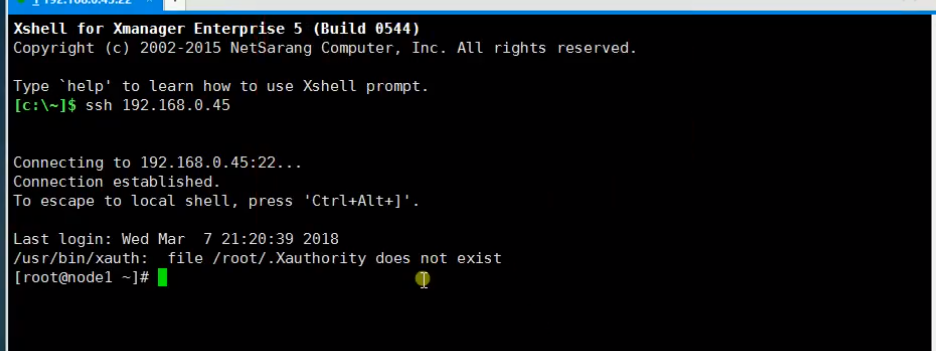 1 192.168.0.45:22
Xshell for Xmanager Enterprise 5 (Build 0544)
Copyright (c) 2002-2015 NetSarang Computer, Inc. All rights reserved.
Type `help' to learn how to use Xshell prompt.
[c:\~]$ ssh 192.168.0.45
Connecting to 192.168.0.45:22...
Connection established.
To escape to local shell, press 'Ctrl+Alt+]'.
Last login: Wed Mar  7 21:20:39 2018
/usr/bin/xauth:  file /root/.Xauthority does not exist
[root@node1 ~]#